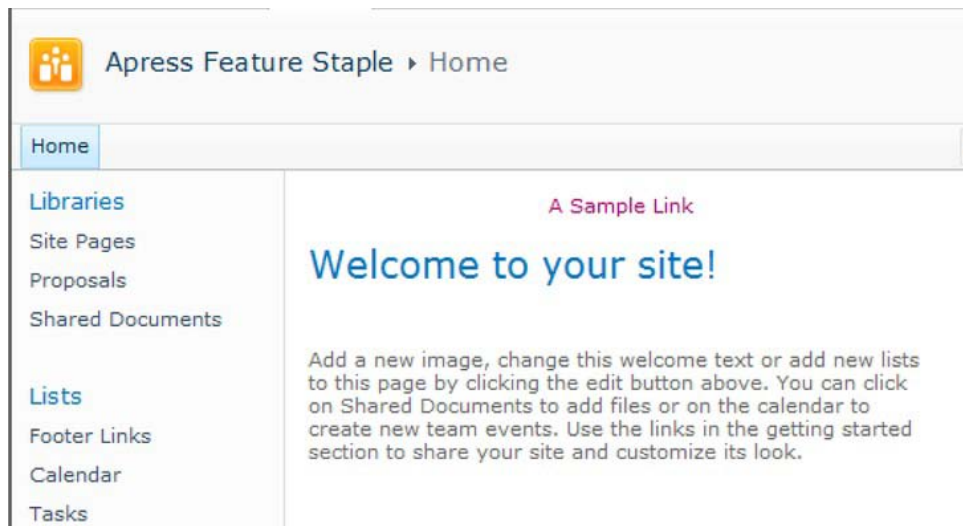 Apress Feature Staple ▸ Home
Home
Libraries
Site Pages
Proposals
Shared Documents
Lists
Footer Links
Calendar
Tasks
A Sample Link
Welcome to your site!
Add a new image, change this welcome text or add new lists
to this page by clicking the edit button above. You can click
on Shared Documents to add files or on the calendar to
create new team events. Use the links in the getting started
section to share your site and customize its look.